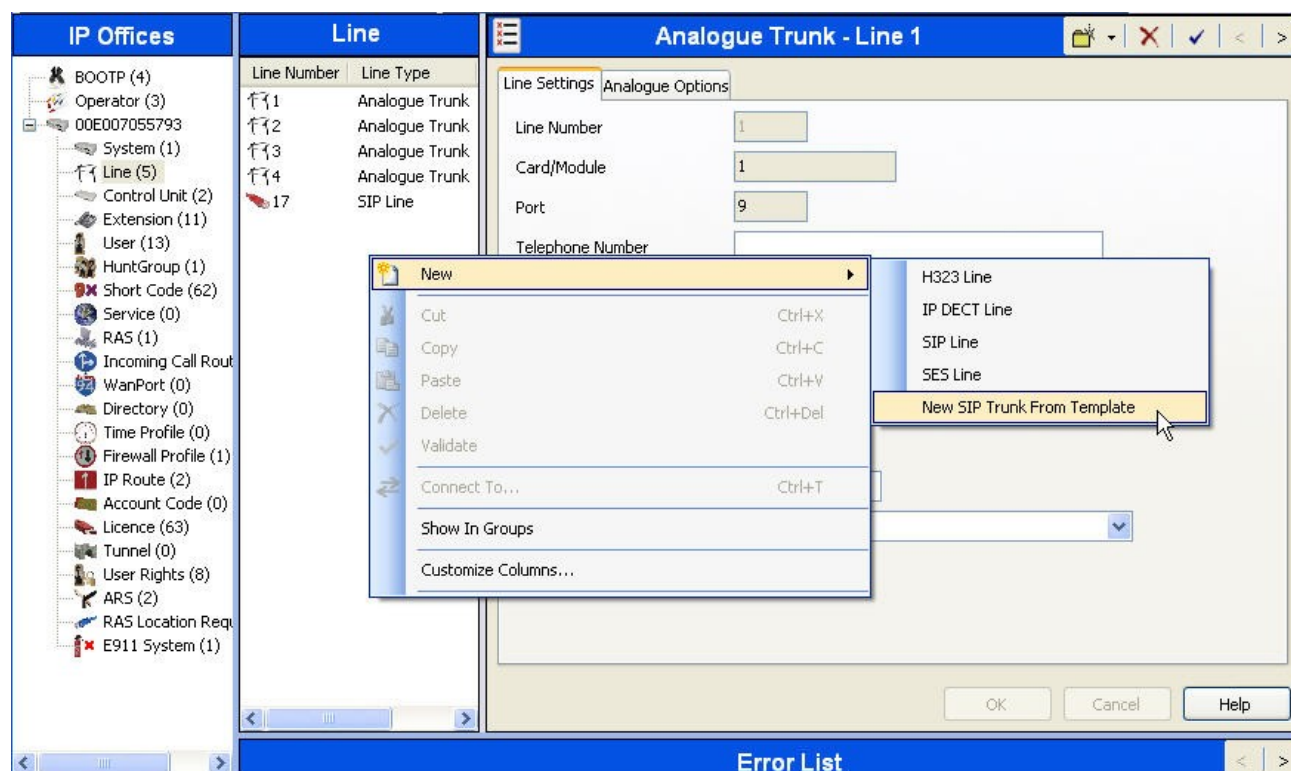 IP Offices
BOOTP (4)
Operator (3)
00E007055793
System (1)
Line (5)
Control Unit (2)
Extension (11)
User (13)
HuntGroup (1)
Short Code (62)
Service (0)
RAS (1)
Incoming Call Rout
WanPort (0)
Directory (0)
Time Profile (0)
Firewall Profile (1)
IP Route (2)
Account Code (0)
Licence (63)
Tunnel (0)
User Rights (8)
ARS (2)
RAS Location Requ
E911 System (1)
Line
Line Number Line Type
1 Analogue Trunk
2 Analogue Trunk
3 Analogue Trunk
4 Analogue Trunk
17 SIP Line
Analogue Trunk - Line 1
Line Settings Analogue Options
Line Number 1
Card/Module 1
Port 9
Telephone Number
New
Cut Ctrl+X
Copy Ctrl+C
Paste Ctrl+V
Delete Ctrl+Del
Validate
Connect To... Ctrl+T
Show In Groups
Customize Columns...
H323 Line
IP DECT Line
SIP Line
SES Line
New SIP Trunk From Template
OK Cancel Help
Error List